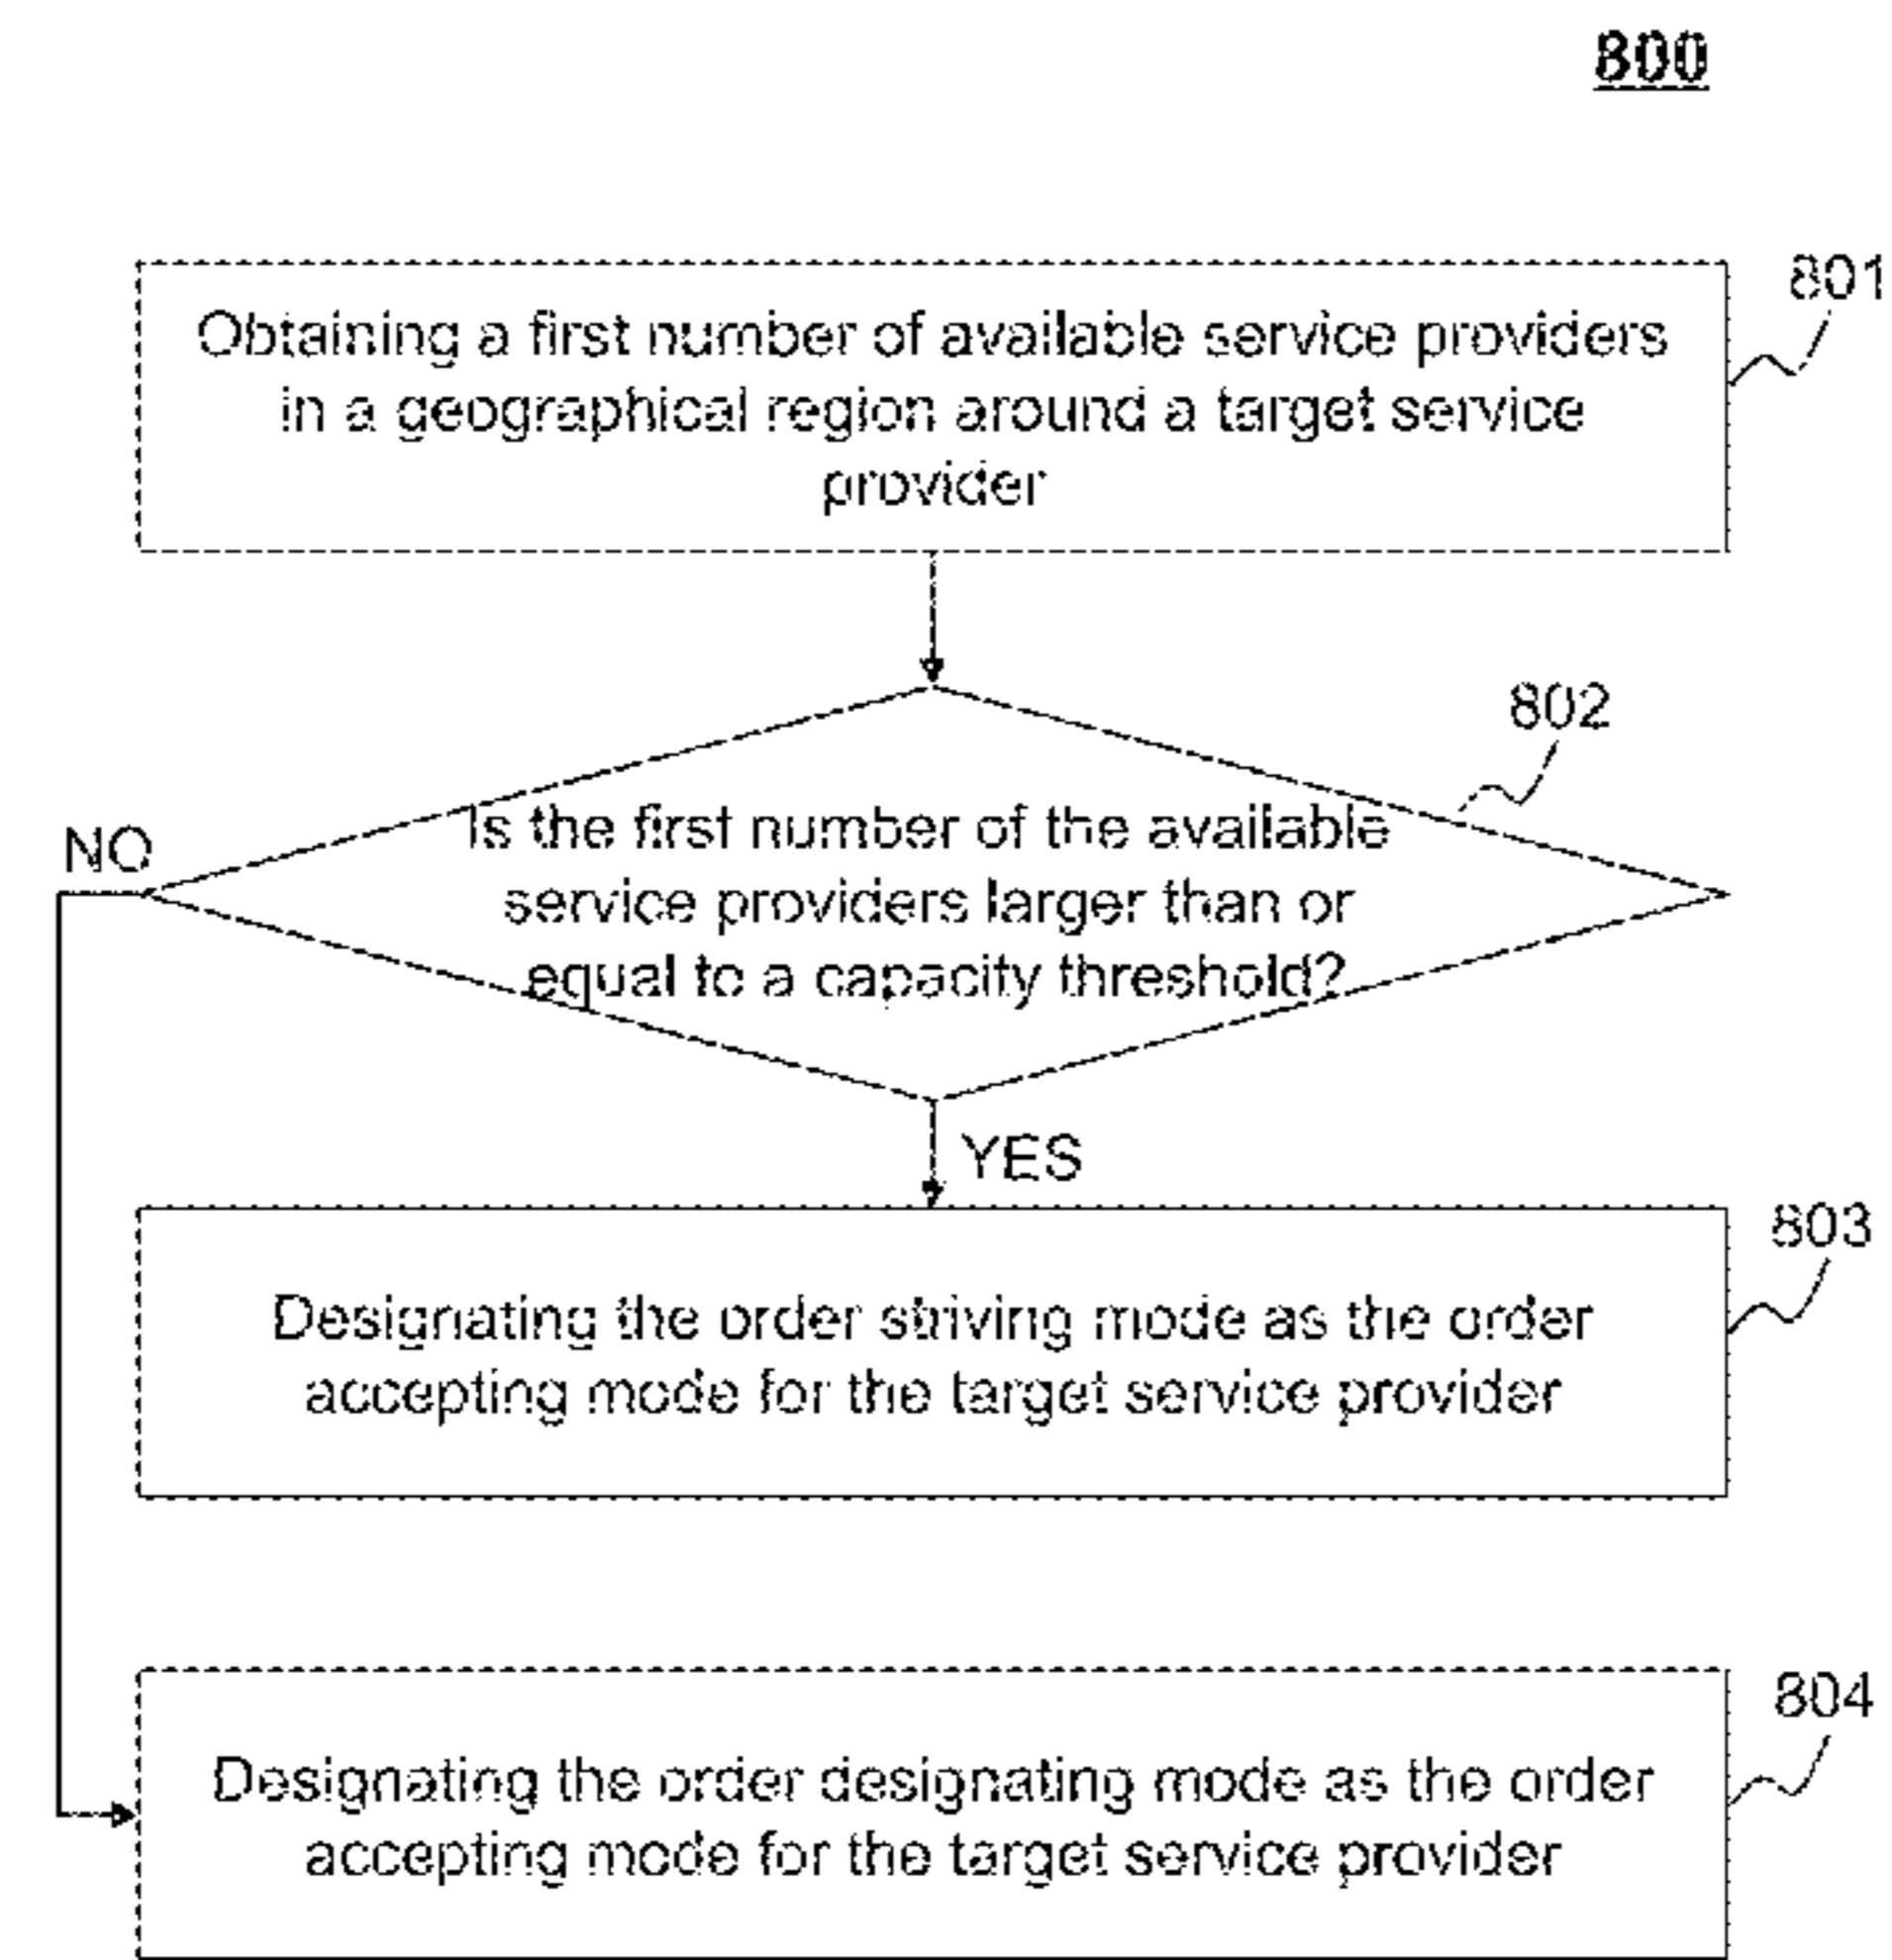 800
801
Obtaining a first number of available service providers
in a geographical region around a target service
provider
802
Is the first number of the available
service providers larger than or
equal to a capacity threshold?
NO
YES
803
Designating the order striving mode as the order
accepting mode for the target service provider
804
Designating the order designating mode as the order
accepting mode for the target service provider